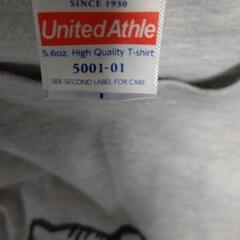 SINCE 1930
United Athle
5.6oz. High Quality T-shirt
5001-01
SEE SECOND LABEL FOR CARE
L